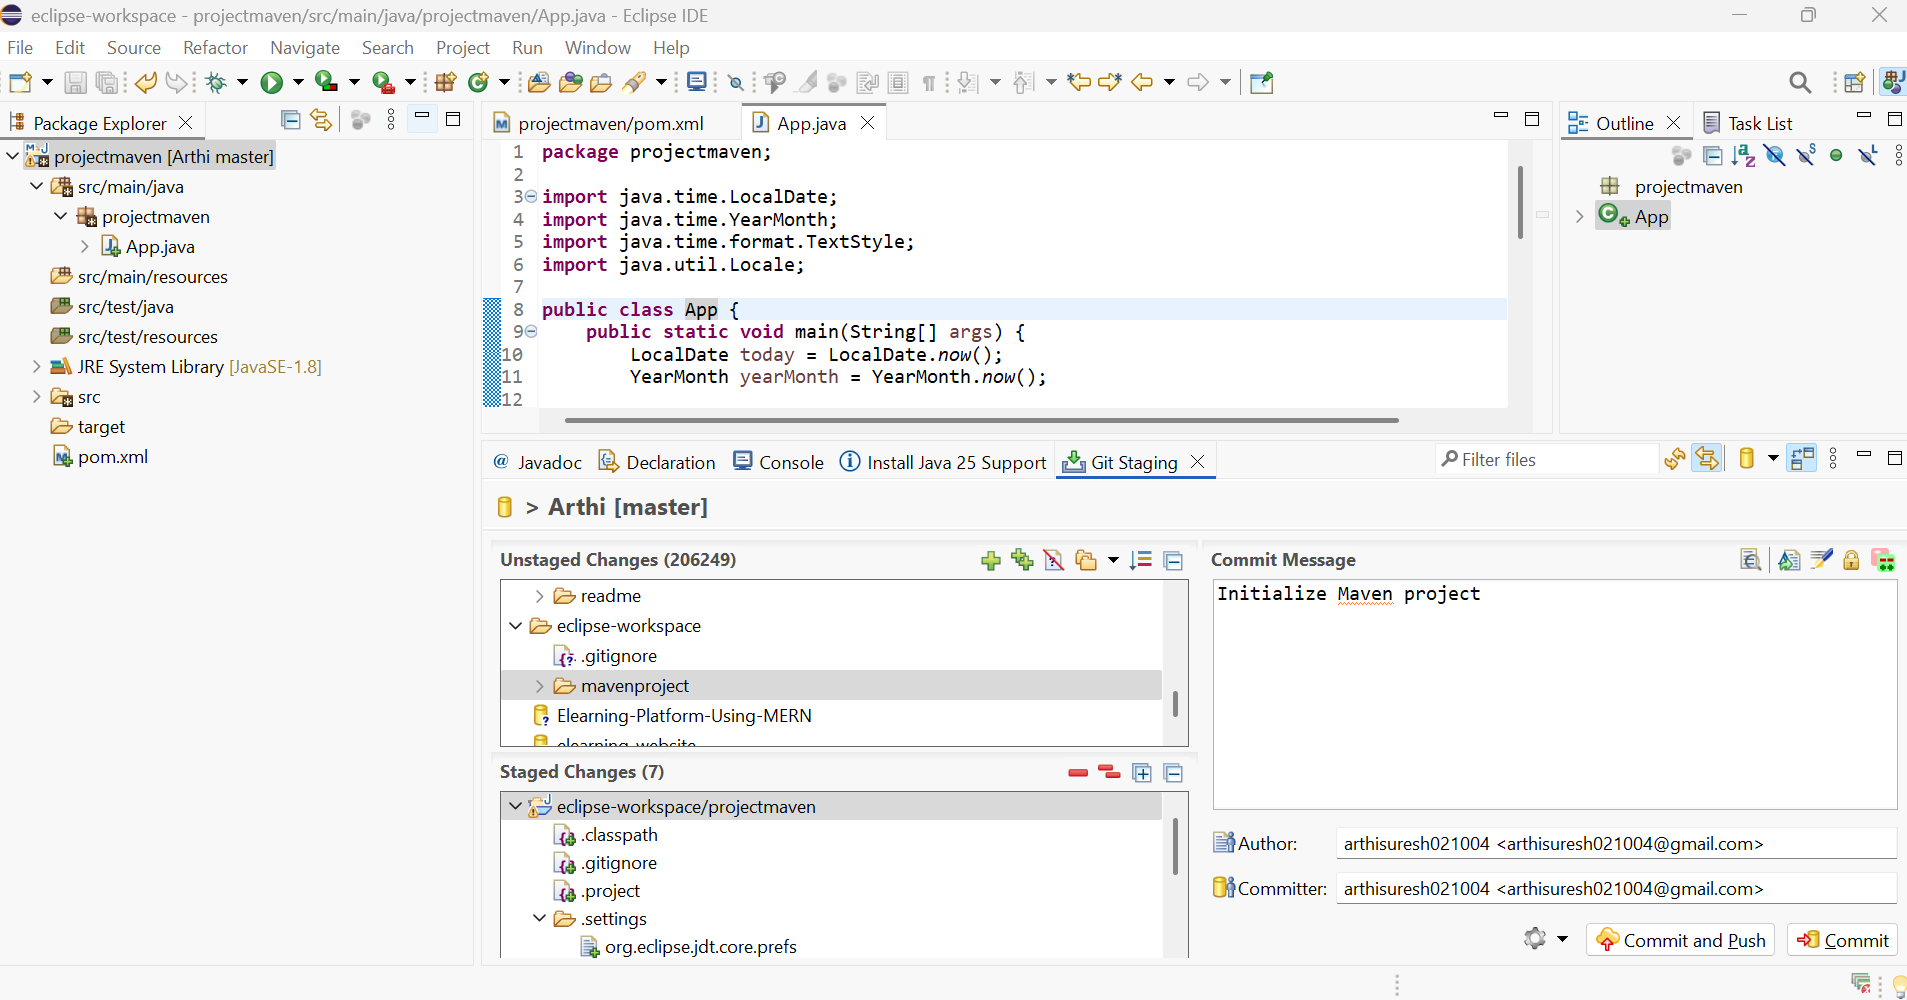 eclipse-workspace - projectmaven/src/main/java/projectmaven/App.java - Eclipse IDE
File Edit Source Refactor Navigate Search Project Run Window Help
Package Explorer
projectmaven [Arthi master]
src/main/java
projectmaven
App.java
src/main/resources
src/test/java
src/test/resources
JRE System Library [JavaSE-1.8]
src
target
pom.xml
projectmaven/pom.xml App.java
1 package projectmaven;
2
3 import java.time.LocalDate;
4 import java.time.YearMonth;
5 import java.time.format.TextStyle;
6 import java.util.Locale;
7
8 public class App {
9 public static void main(String[] args) {
10 LocalDate today = LocalDate.now();
11 YearMonth yearMonth = YearMonth.now();
12
Outline Task List
projectmaven
App
Javadoc Declaration Console Install Java 25 Support Git Staging
Filter files
> Arthi [master]
Unstaged Changes (206249)
readme
eclipse-workspace
.gitignore
mavenproject
Elearning-Platform-Using-MERN
elearning website
Staged Changes (7)
eclipse-workspace/projectmaven
.classpath
.gitignore
.project
.settings
org.eclipse.jdt.core.prefs
Commit Message
Initialize Maven project
Author: arthisuresh021004 <arthisuresh021004@gmail.com>
Committer: arthisuresh021004 <arthisuresh021004@gmail.com>
Commit and Push Commit